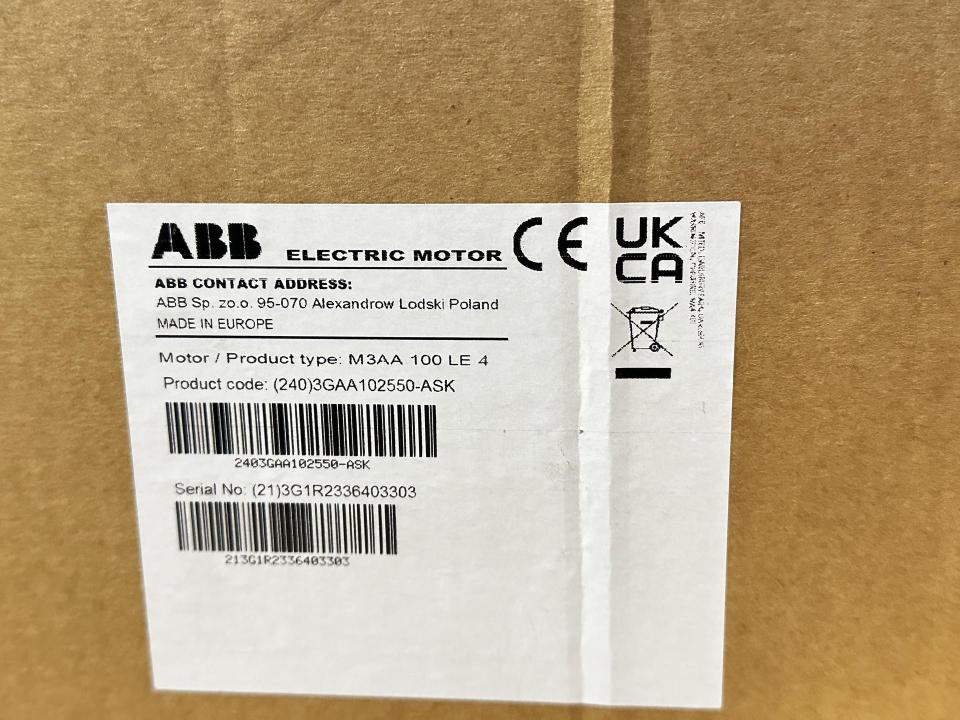 ABB ELECTRIC MOTOR CE UK CA
ABB CONTACT ADDRESS:
ABB Sp. zo.o. 95-070 Alexandrow Lodski Poland
MADE IN EUROPE
Motor / Product type: M3AA 100 LE 4
Product code: (240)3GAA102550-ASK
2403GAA102550-ASK
Serial No: (21)3G1R2336403303
213G1R2336403303